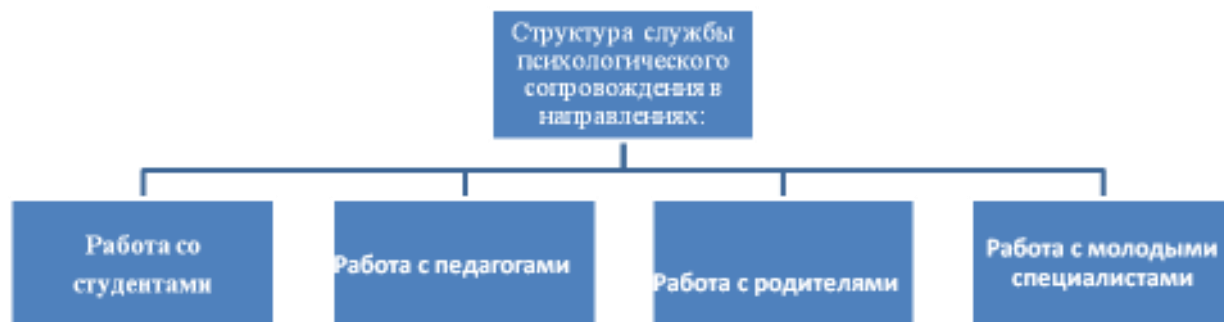 Структура службы
психологического
сопровождения в
направлениях:
Работа со
студентами
Работа с педагогами
Работа с родителями
Работа с молодыми
специалистами